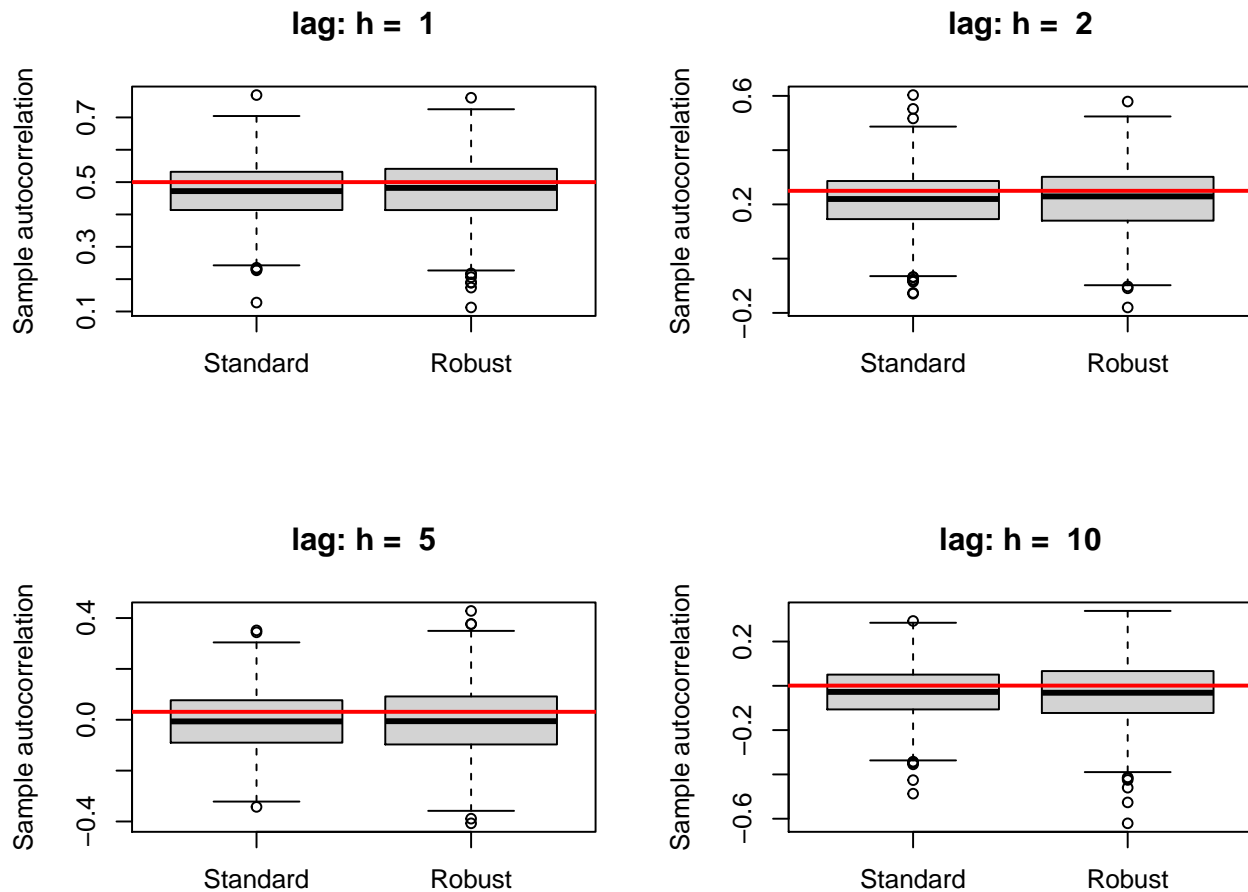 lag: h = 1
Sample autocorrelation
0.7
0.5
0.3
0.1
Standard Robust
lag: h = 2
Sample autocorrelation
0.6
0.2
−0.2
Standard Robust
lag: h = 5
Sample autocorrelation
0.4
0.0
−0.4
Standard Robust
lag: h = 10
Sample autocorrelation
0.2
−0.2
−0.6
Standard Robust